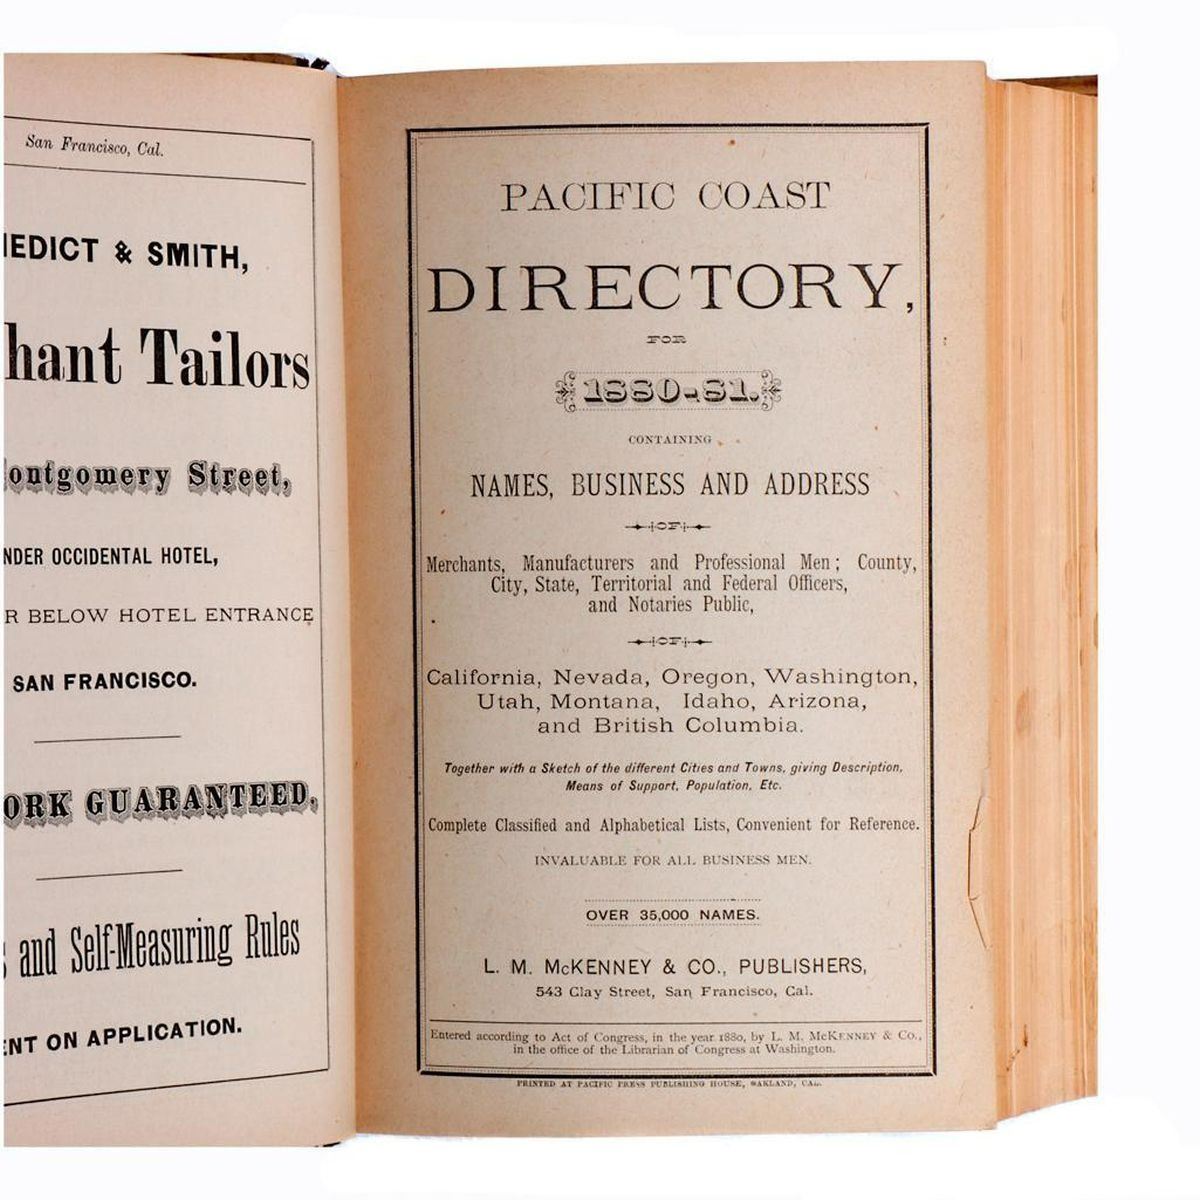 San Francisco, Cal.
& SMITH,
Tailors
Street,
OCCIDENTAL HOTEL,
BELOW HOTEL ENTRANCE
SAN FRANCISCO.
GUARANTEED,
and Self-Measuring Rules
ON APPLICATION.
PACIFIC COAST
DIRECTORY,
FOR
1880-81.
CONTAINING
NAMES, BUSINESS AND ADDRESS
OF
Merchants, Manufacturers and Professional Men; County,
City, State, Territorial and Federal Officers,
and Notaries Public,
OF
California, Nevada, Oregon, Washington,
Utah, Montana, Idaho, Arizona,
and British Columbia.
Together with a Sketch of the different Cities and Towns, giving Description,
Means of Support, Population, Etc.
Complete Classified and Alphabetical Lists, Convenient for Reference.
INVALUABLE FOR ALL BUSINESS MEN.
OVER 35,000 NAMES.
L. M. McKENNEY & CO., PUBLISHERS,
543 Clay Street, San Francisco, Cal.
Entered according to Act of Congress, in the year 1880, by L. M. McKENNEY & Co.,
in the office of the Librarian of Congress at Washington.
PRINTED AT PACIFIC PRESS PUBLISHING HOUSE, OAKLAND, CAL.